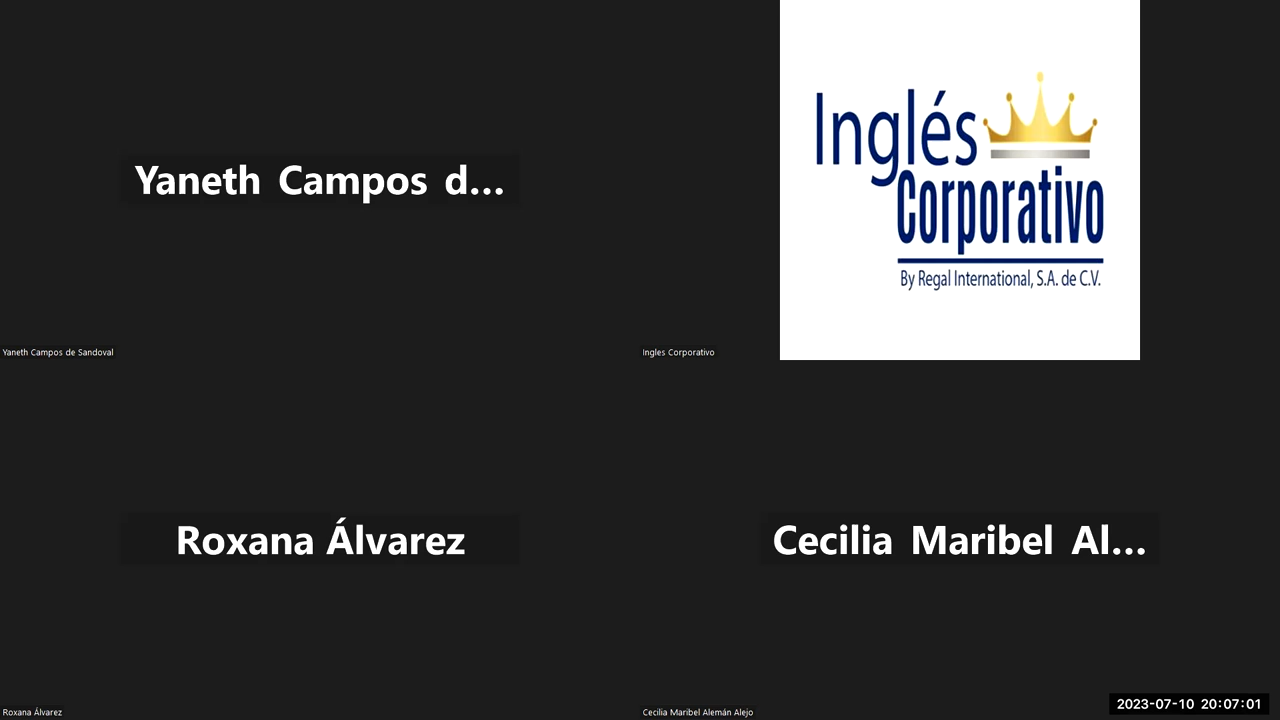 Yaneth Campos d...
Inglés
Corporativo
By Regal International, S.A. de C.V.
Yaneth Campos de Sandoval
Ingles Corporativo
Roxana Álvarez
Cecilia Maribel Al...
Roxana Álvarez
Cecilia Maribel Alemán Alejo
2023-07-10 20:07:01